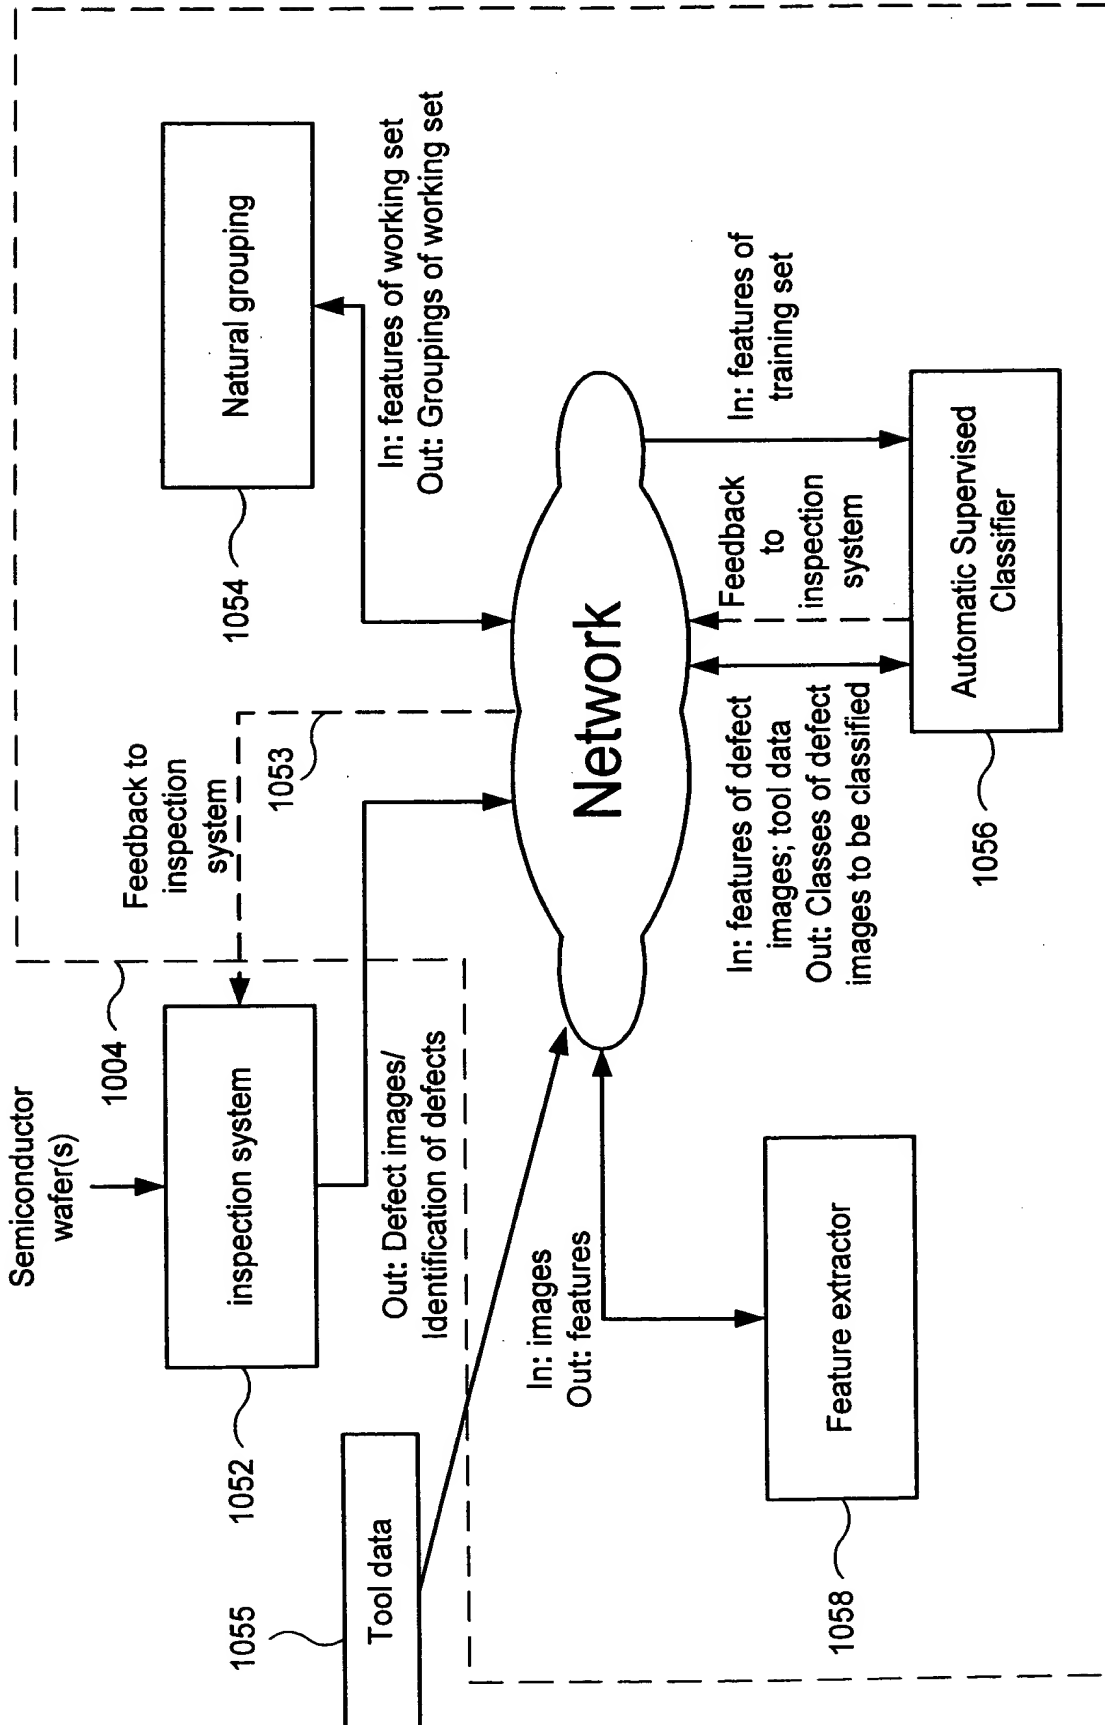 Semiconductor
wafer(s)
1004
inspection system
1052
Tool data
1055
Feedback to
inspection
system
1053
Out: Defect images/
Identification of defects
Natural grouping
1054
In: features of working set
Out: Groupings of working set
Network
In: images
Out: features
Feature extractor
1058
In: features of defect
images; tool data
Out: Classes of defect
images to be classified
Feedback
to
inspection
system
In: features of
training set
Automatic Supervised
Classifier
1056